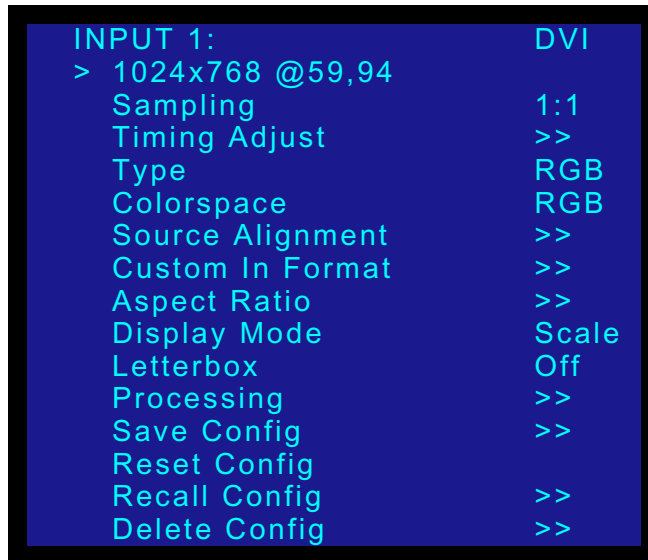 INPUT 1: DVI
> 1024x768 @59,94
Sampling 1:1
Timing Adjust >>
Type RGB
Colorspace RGB
Source Alignment >>
Custom In Format >>
Aspect Ratio >>
Display Mode Scale
Letterbox Off
Processing >>
Save Config >>
Reset Config
Recall Config >>
Delete Config >>